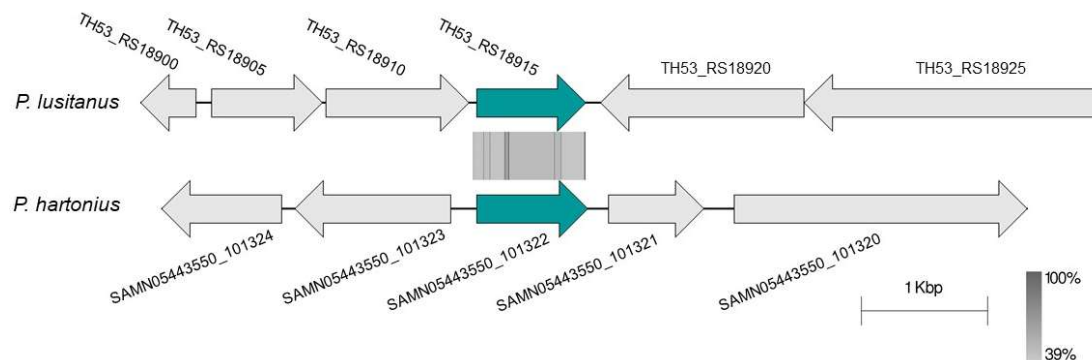 TH53_RS18900
TH53_RS18905
TH53_RS18910
TH53_RS18915
TH53_RS18920
TH53_RS18925
P. lusitanus
P. hartonius
SAMN05443550_101324
SAMN05443550_101323
SAMN05443550_101322
SAMN05443550_101321
SAMN05443550_101320
1 Kbp
100%
39%